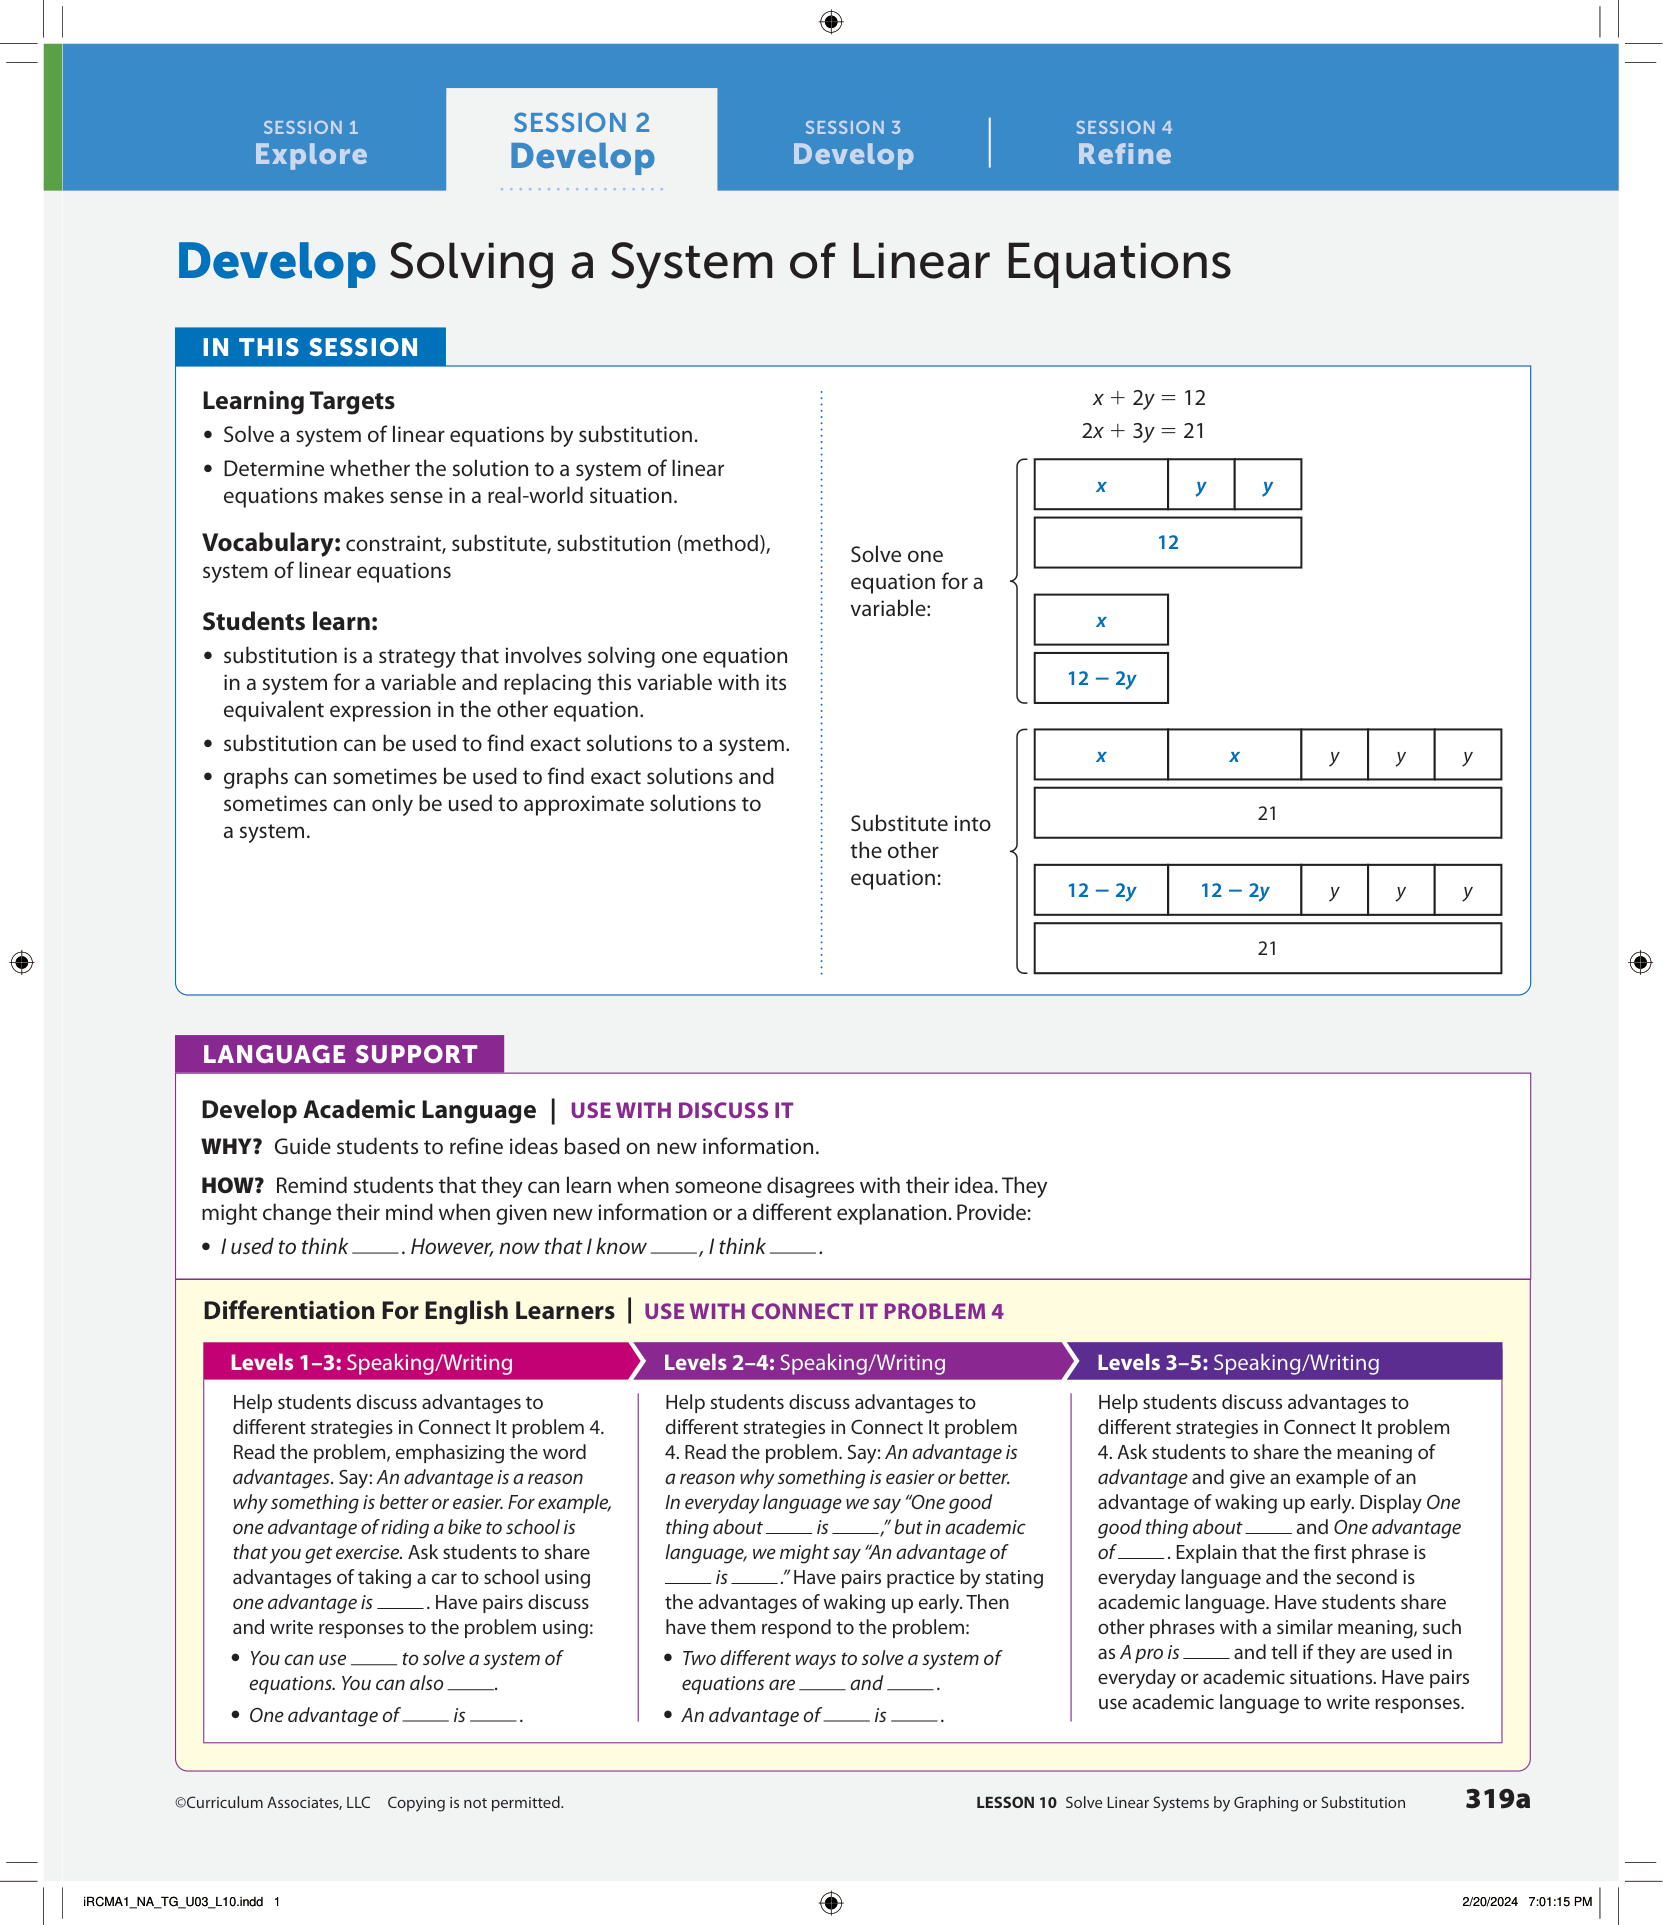 SESSION 1
Explore
SESSION 2
Develop
SESSION 3
Develop
SESSION 4
Refine
Develop Solving a System of Linear Equations
IN THIS SESSION
Learning Targets
• Solve a system of linear equations by substitution.
• Determine whether the solution to a system of linear
equations makes sense in a real-world situation.
Vocabulary: constraint, substitute, substitution (method),
system of linear equations
Students learn:
• substitution is a strategy that involves solving one equation
in a system for a variable and replacing this variable with its
equivalent expression in the other equation.
• substitution can be used to find exact solutions to a system.
• graphs can sometimes be used to find exact solutions and
sometimes can only be used to approximate solutions to
a system.
x + 2y = 12
2x + 3y = 21
Solve one
equation for a
variable:
x y y
12
x
12 − 2y
Substitute into
the other
equation:
x x y y y
21
12 − 2y 12 − 2y y y y
21
LANGUAGE SUPPORT
Develop Academic Language | USE WITH DISCUSS IT
WHY? Guide students to refine ideas based on new information.
HOW? Remind students that they can learn when someone disagrees with their idea. They
might change their mind when given new information or a different explanation. Provide:
• I used to think ____. However, now that I know ____, I think ____.
Differentiation For English Learners | USE WITH CONNECT IT PROBLEM 4
Levels 1–3: Speaking/Writing
Help students discuss advantages to
different strategies in Connect It problem 4.
Read the problem, emphasizing the word
advantages. Say: An advantage is a reason
why something is better or easier. For example,
one advantage of riding a bike to school is
that you get exercise. Ask students to share
advantages of taking a car to school using
one advantage is ____. Have pairs discuss
and write responses to the problem using:
• You can use ____ to solve a system of
equations. You can also ____.
• One advantage of ____ is ____.
Levels 2–4: Speaking/Writing
Help students discuss advantages to
different strategies in Connect It problem
4. Read the problem. Say: An advantage is
a reason why something is easier or better.
In everyday language we say “One good
thing about ____ is ____,” but in academic
language, we might say “An advantage of
____ is ____.” Have pairs practice by stating
the advantages of waking up early. Then
have them respond to the problem:
• Two different ways to solve a system of
equations are ____ and ____.
• An advantage of ____ is ____.
Levels 3–5: Speaking/Writing
Help students discuss advantages to
different strategies in Connect It problem
4. Ask students to share the meaning of
advantage and give an example of an
advantage of waking up early. Display One
good thing about ____ and One advantage
of ____. Explain that the first phrase is
everyday language and the second is
academic language. Have students share
other phrases with a similar meaning, such
as A pro is ____ and tell if they are used in
everyday or academic situations. Have pairs
use academic language to write responses.
©Curriculum Associates, LLC Copying is not permitted.
LESSON 10 Solve Linear Systems by Graphing or Substitution
319a
iRCMA1_NA_TG_U03_L10.indd 1
2/20/2024 7:01:15 PM